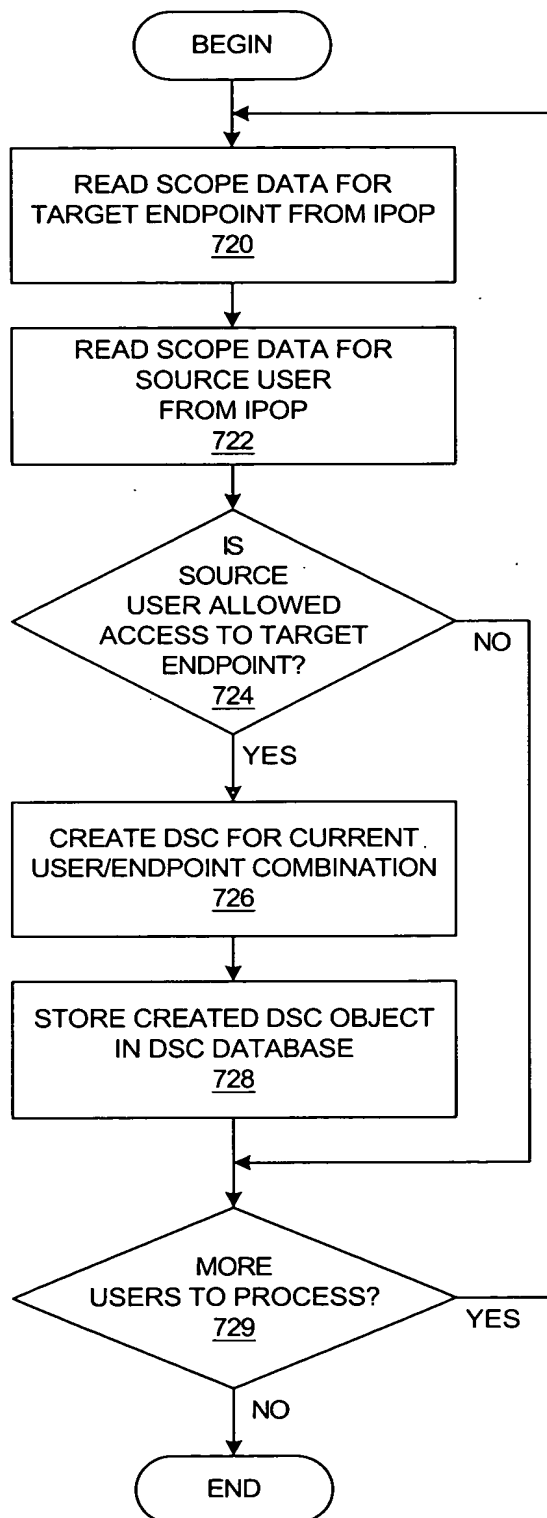 BEGIN
READ SCOPE DATA FOR
TARGET ENDPOINT FROM IPOP
720
READ SCOPE DATA FOR
SOURCE USER
FROM IPOP
722
IS
SOURCE
USER ALLOWED
ACCESS TO TARGET
ENDPOINT?
724
NO
YES
CREATE DSC FOR CURRENT
USER/ENDPOINT COMBINATION
726
STORE CREATED DSC OBJECT
IN DSC DATABASE
728
MORE
USERS TO PROCESS?
729
YES
NO
END